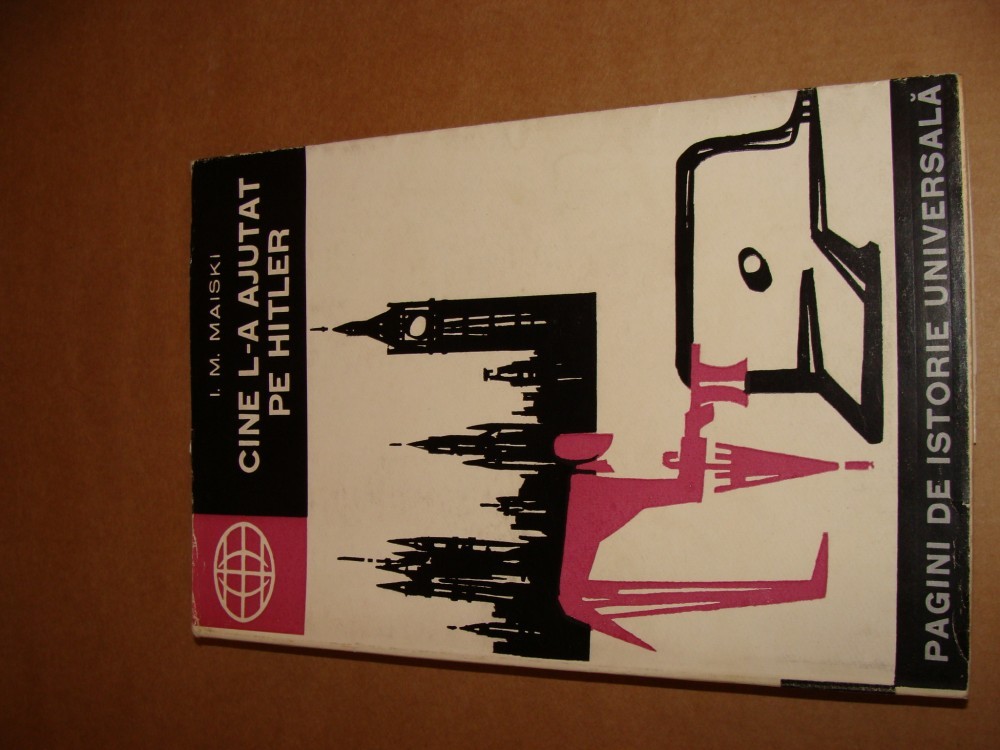 I. M. MAISKI
CINE L-A AJUTAT
PE HITLER
PAGINI DE ISTORIE UNIVERSALĂ